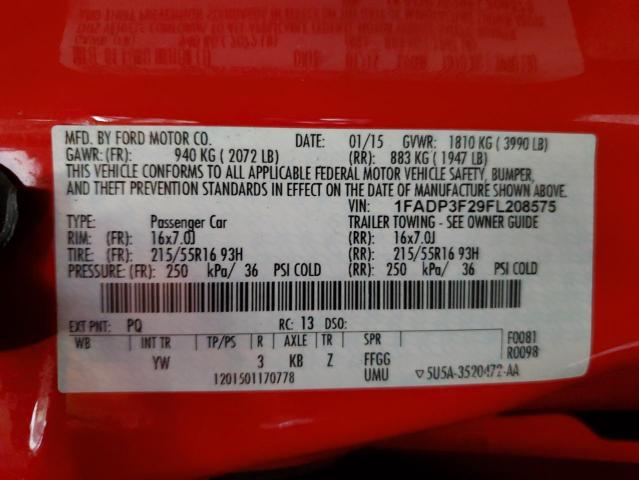 MFD. BY FORD MOTOR CO. DATE: 01/15 GVWR: 1810 KG ( 3990 LB)
GAWR: (FR): 940 KG ( 2072 LB) (RR): 883 KG ( 1947 LB)
THIS VEHICLE CONFORMS TO ALL APPLICABLE FEDERAL MOTOR VEHICLE SAFETY, BUMPER,
AND THEFT PREVENTION STANDARDS IN EFFECT ON THE DATE OF MANUFACTURE SHOWN ABOVE.
VIN: 1FADP3F29FL208575
TYPE: Passenger Car TRAILER TOWING - SEE OWNER GUIDE
RIM: (FR): 16x7.0J (RR): 16x7.0J
TIRE: (FR): 215/55R16 93H (RR): 215/55R16 93H
PRESSURE: (FR): 250 kPa/ 36 PSI COLD (RR): 250 kPa/ 36 PSI COLD
EXT PNT: PQ RC: 13 DSO:
WB INT TR TP/PS R AXLE TR SPR F0081
YW 3 KB Z FFGG R0098
1201501170778 UMU ▽5U5A-3520472-AA